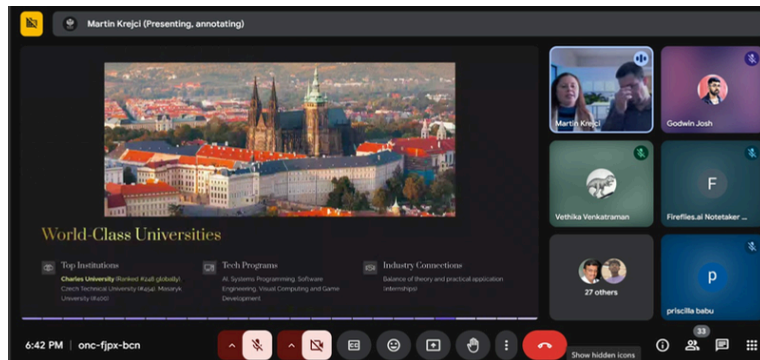 Martin Krejci (Presenting, annotating)
World-Class Universities
Top Institutions
Charles University (Ranked #248 globally),
Czech Technical University (#454), Masaryk
University (#400)
Tech Programs
AI, Systems Programming, Software
Engineering, Visual Computing and Game
Development
Industry Connections
Balance of theory and practical application
(internships)
Martin Krejci
Godwin Josh
Vethika Venkatraman
F
Fireflies.ai Notetaker ...
27 others
p
priscilla babu
6:42 PM | onc-fjpx-bcn
CC
33
Show hidden icons